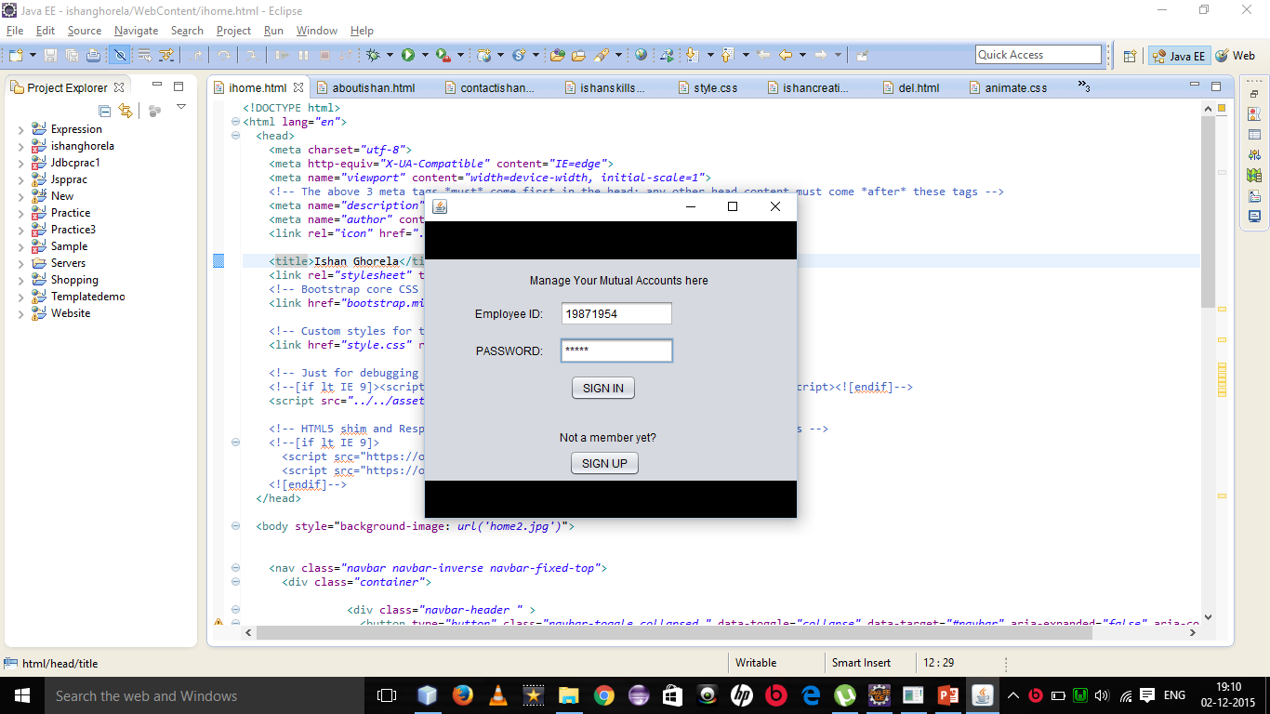 Java EE - ishanghorela/WebContent/ihome.html - Eclipse
File Edit Source Navigate Search Project Run Window Help
Quick Access
Java EE
Web
Project Explorer
Expression
ishanghorela
Jdbcprac1
Jspprac
New
Practice
Practice3
Sample
Servers
Shopping
Templatedemo
Website
ihome.html aboutishan.html contactishan... ishanskills... style.css ishancreati... del.html animate.css »3
<!DOCTYPE html>
<html lang="en">
<head>
<meta charset="utf-8">
<meta http-equiv="X-UA-Compatible" content="IE=edge">
<meta name="viewport" content="width=device-width, initial-scale=1">
<!-- The above 3 meta tags *must* come first in the head; any other head content must come *after* these tags -->
<meta name="description"
<meta name="author" cont
<link rel="icon" href=".
<title>Ishan Ghorela</ti
<link rel="stylesheet" t
<!-- Bootstrap core CSS
<link href="bootstrap.mi
<!-- Custom styles for t
<link href="style.css" r
<!-- Just for debugging
<!--[if lt IE 9]><script cript><![endif]-->
<script src="../../asset
<!-- HTML5 shim and Resp s -->
<!--[if lt IE 9]>
<script src="https://o
<script src="https://o
<![endif]-->
</head>
<body style="background-image: url('home2.jpg')">
<nav class="navbar navbar-inverse navbar-fixed-top">
<div class="container">
<div class="navbar-header " >
<button type="button" class="navbar-toggle collapsed " data-toggle="collapse" data-target="#navbar" aria-expanded="false" aria-co
Manage Your Mutual Accounts here
Employee ID: 19871954
PASSWORD: *****
SIGN IN
Not a member yet?
SIGN UP
html/head/title
Writable
Smart Insert
12 : 29
Search the web and Windows
ENG
19:10
02-12-2015